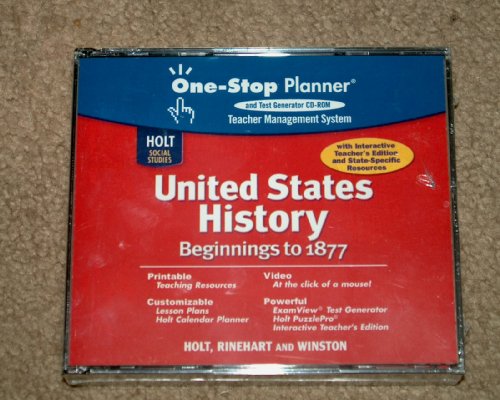 One-Stop Planner®
and Test Generator CD-ROM
Teacher Management System
HOLT
SOCIAL
STUDIES
with Interactive
Teacher's Edition
and State-Specific
Resources
United States
History
Beginnings to 1877
Printable
Teaching Resources
Customizable
Lesson Plans
Holt Calendar Planner
Video
At the click of a mouse!
Powerful
ExamView® Test Generator
Holt PuzzlePro®
Interactive Teacher's Edition
HOLT, RINEHART AND WINSTON